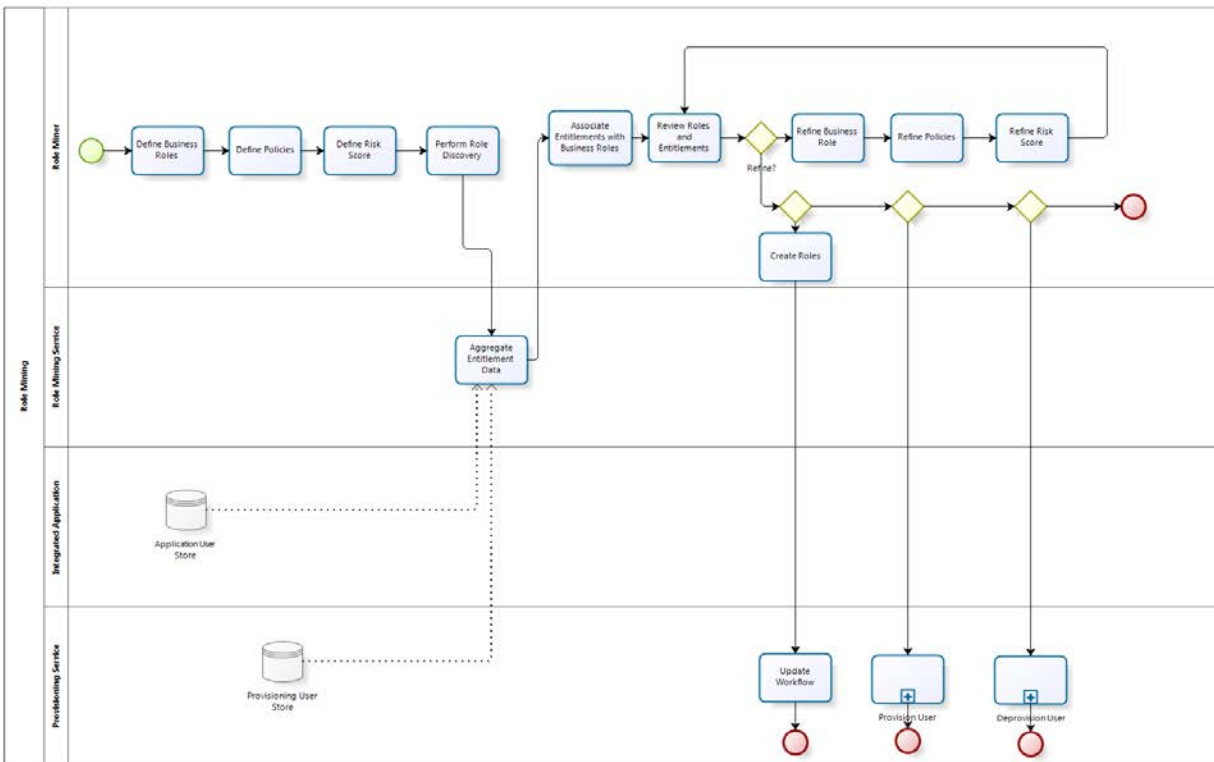 Role Mining
Role Miner
Define Business
Roles
Define Policies
Define Risk
Score
Perform Role
Discovery
Associate
Entitlements with
Business Roles
Review Roles
and
Entitlements
Refine?
Refine Business
Role
Refine Policies
Refine Risk
Score
Create Roles
Role Mining Service
Aggregate
Entitlement
Data
Integrated Application
Application User
Store
Provisioning Service
Provisioning User
Store
Update
Workflow
Provision User
Deprovision User